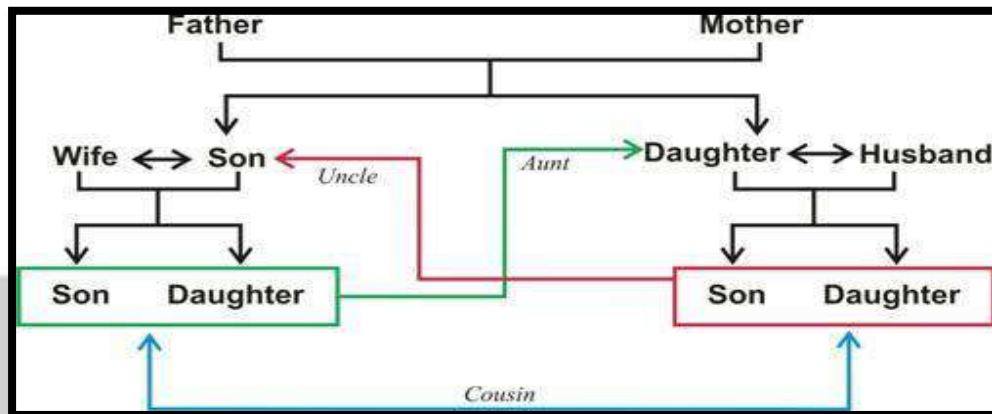 Father Mother
Wife Son Daughter Husband
Uncle Aunt
Son Daughter Son Daughter
Cousin